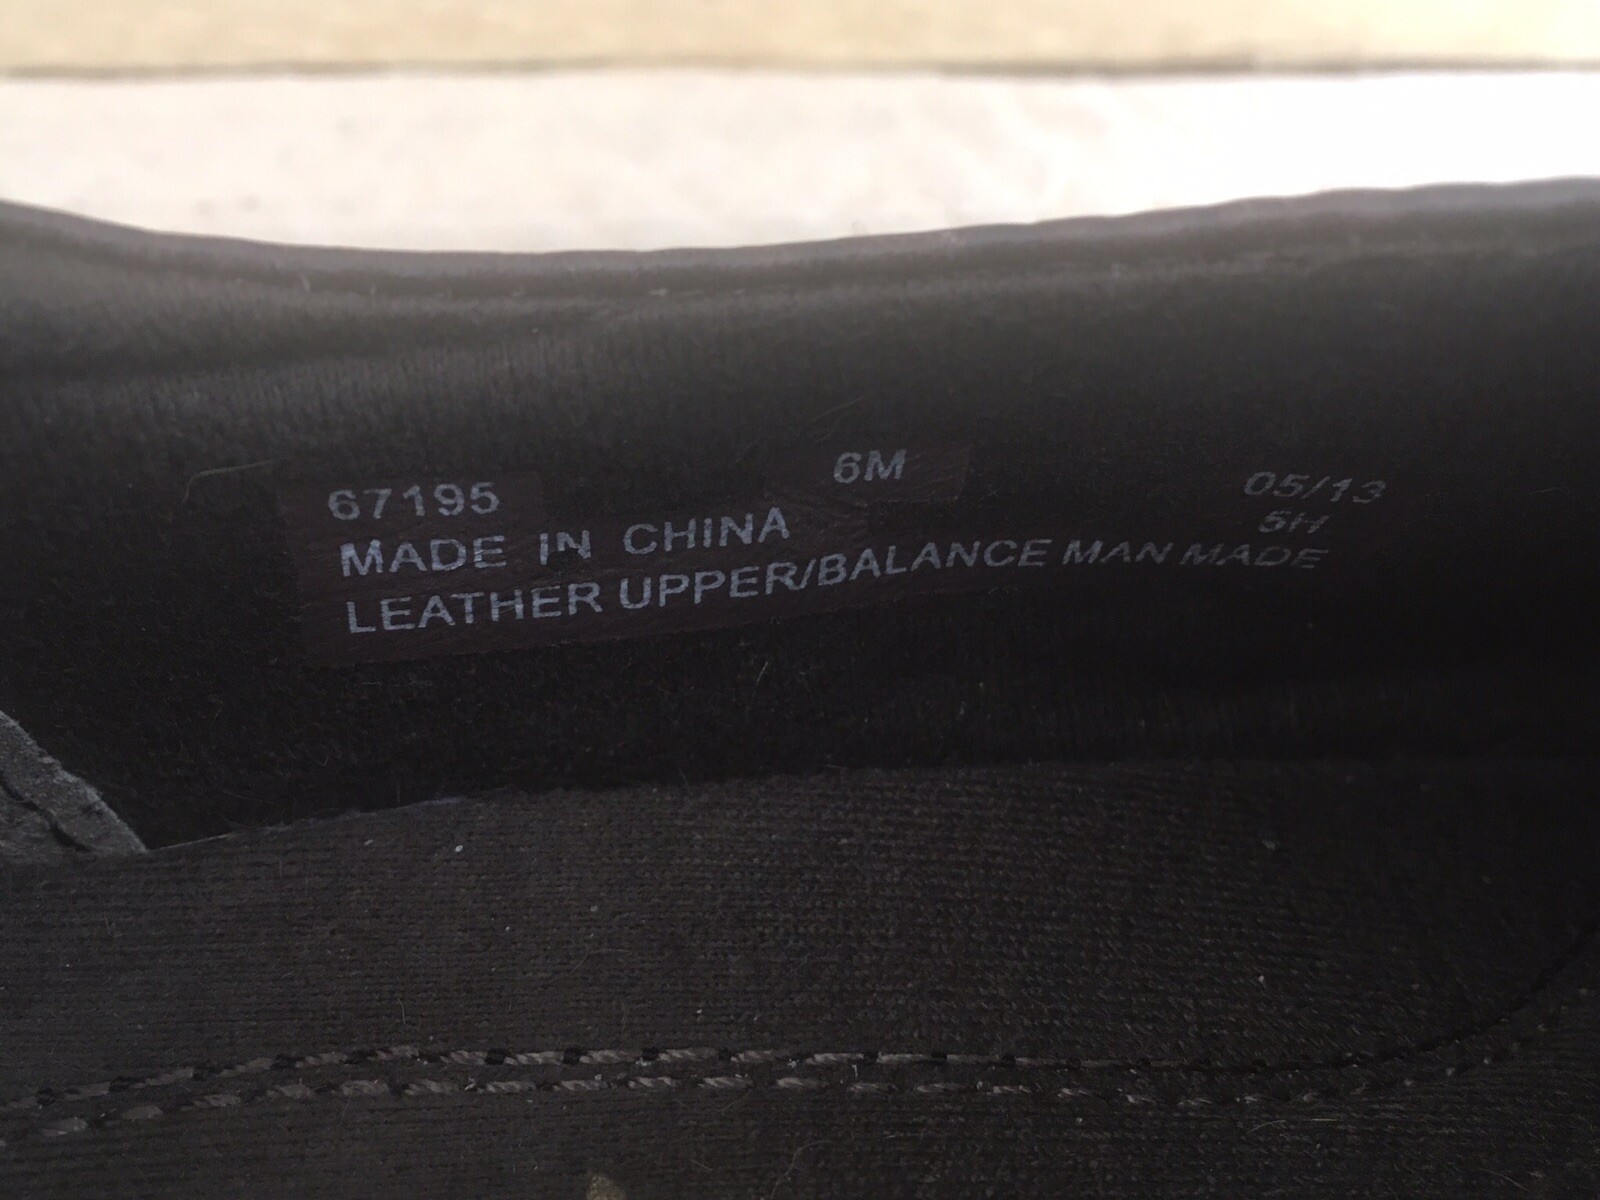 67195 6M 05/13
5H
MADE IN CHINA
LEATHER UPPER/BALANCE MAN MADE